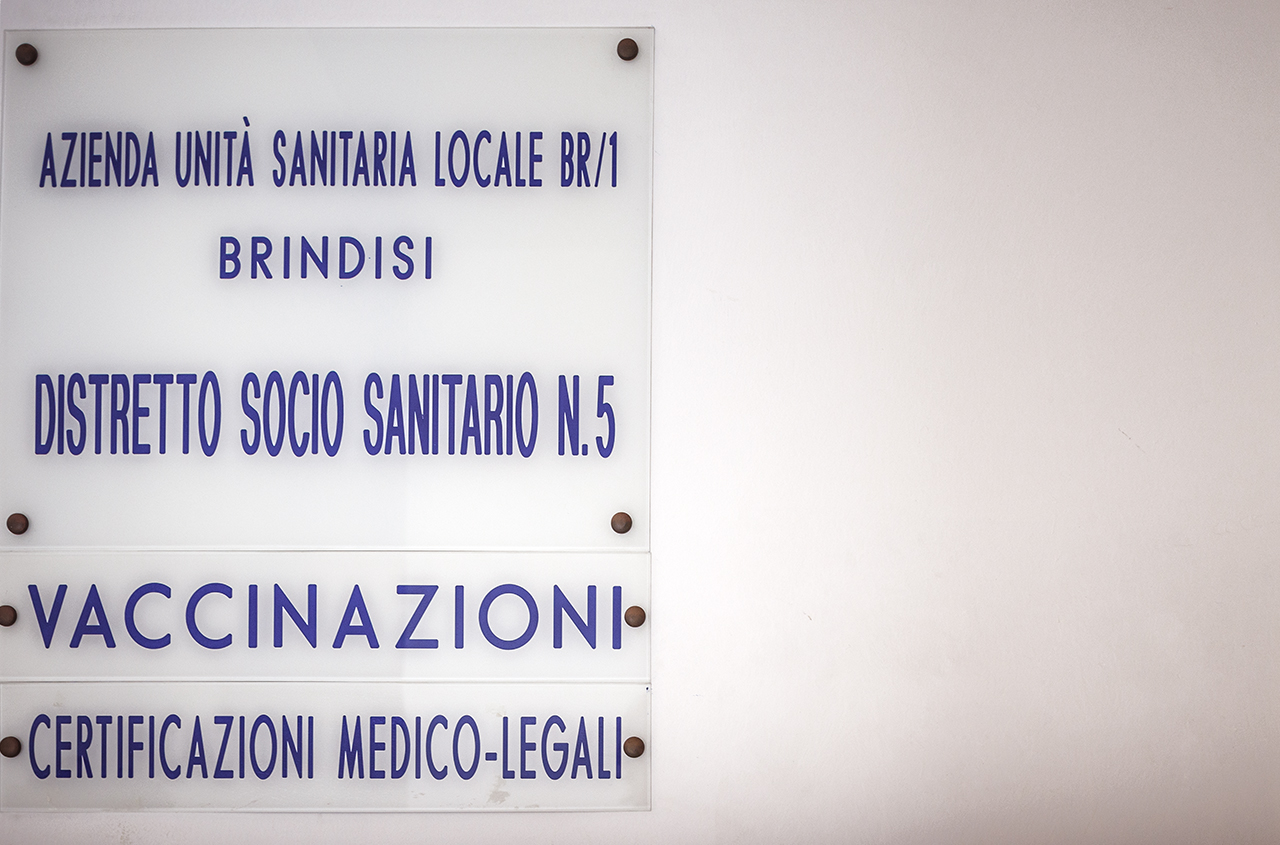 AZIENDA UNITÀ SANITARIA LOCALE BR/1
BRINDISI
DISTRETTO SOCIO SANITARIO N.5
VACCINAZIONI
CERTIFICAZIONI MEDICO-LEGALI